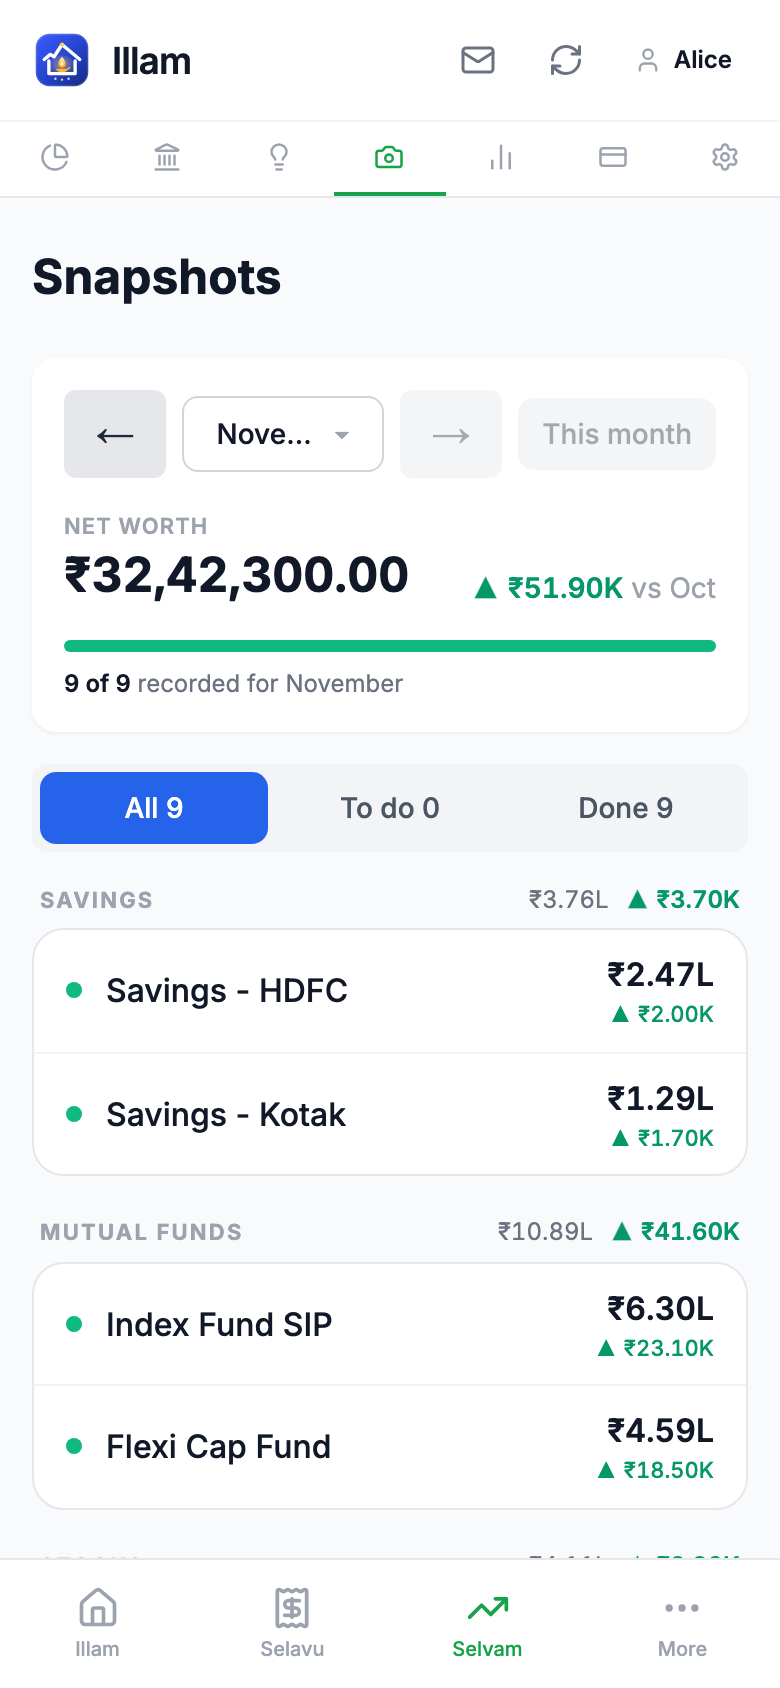 Illam
Alice
Snapshots
←
Nove...
→
This month
NET WORTH
₹32,42,300.00
▲ ₹51.90K vs Oct
9 of 9 recorded for November
All 9
To do 0
Done 9
SAVINGS
₹3.76L ▲ ₹3.70K
Savings - HDFC
₹2.47L
▲ ₹2.00K
Savings - Kotak
₹1.29L
▲ ₹1.70K
MUTUAL FUNDS
₹10.89L ▲ ₹41.60K
Index Fund SIP
₹6.30L
▲ ₹23.10K
Flexi Cap Fund
₹4.59L
▲ ₹18.50K
Illam
Selavu
Selvam
More